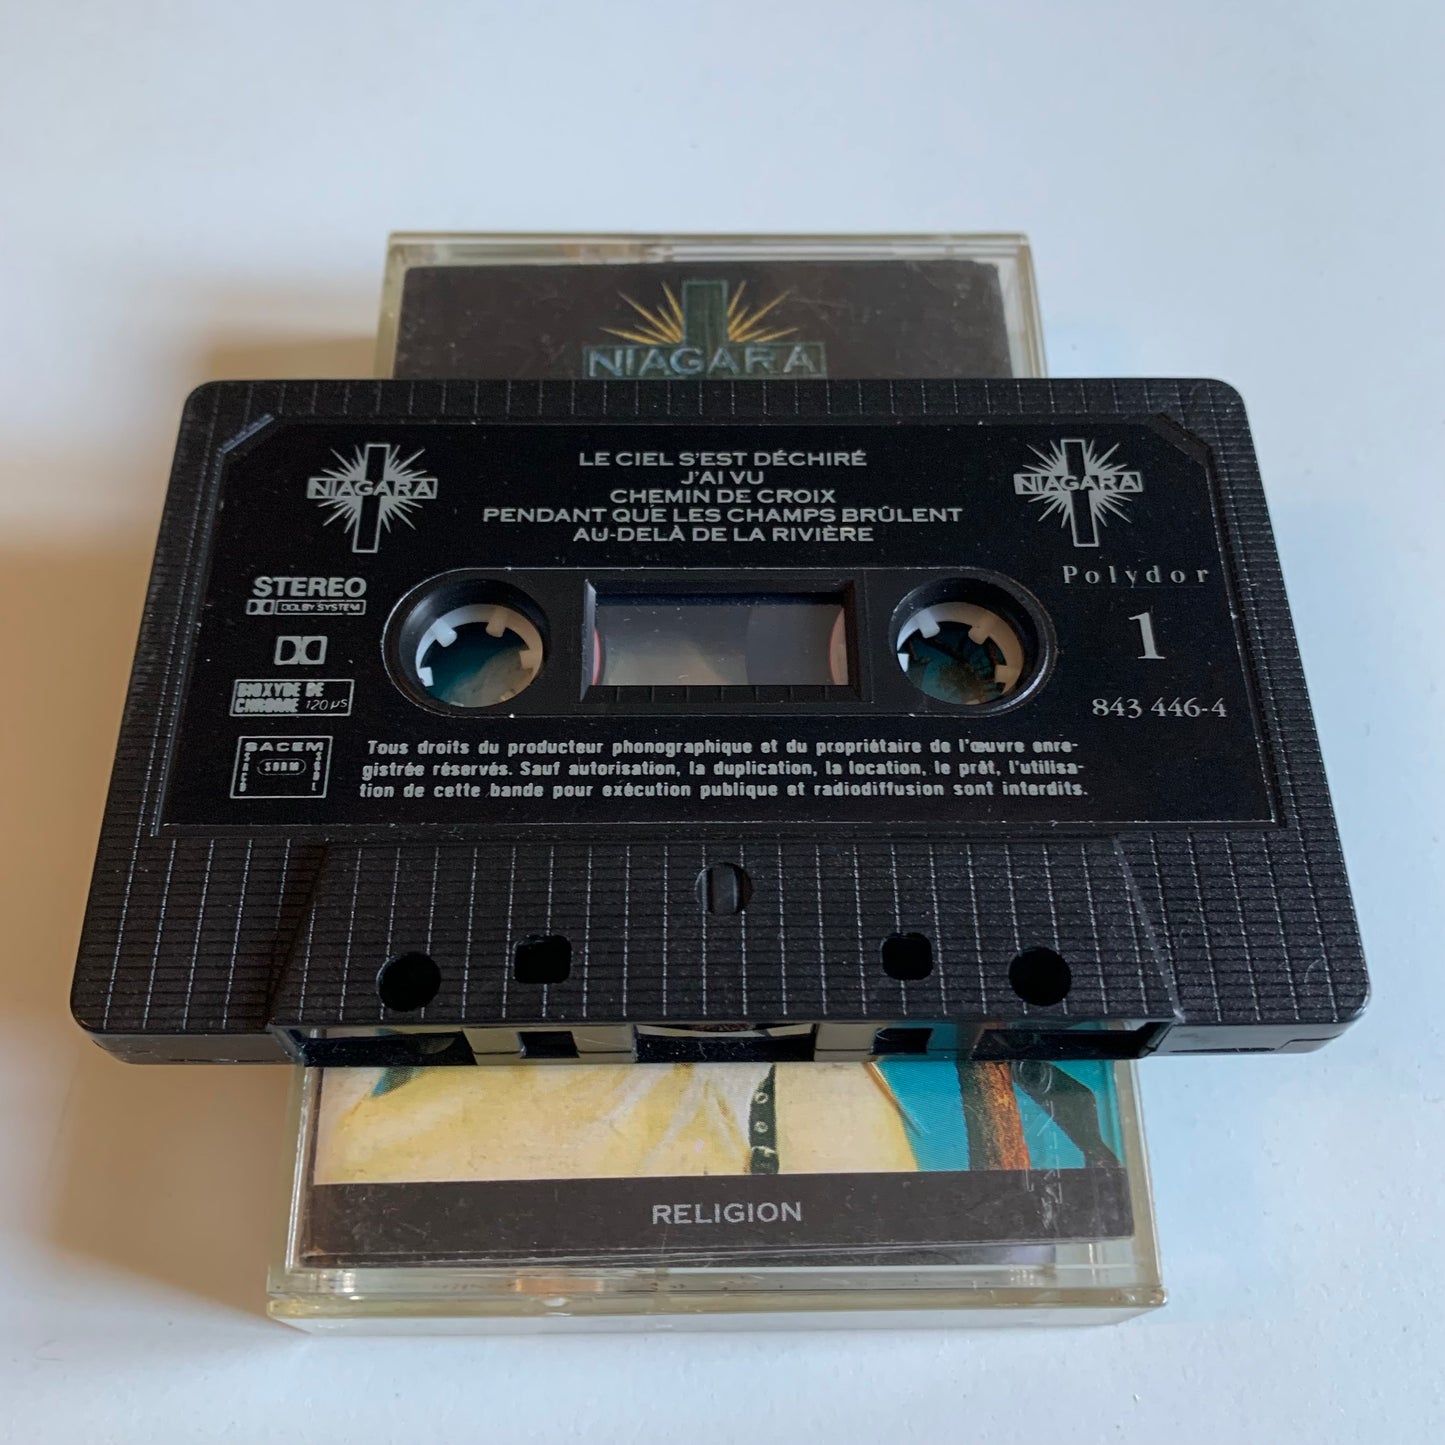 NIAGARA
NIAGARA
NIAGARA
LE CIEL S'EST DÉCHIRÉ
J'AI VU
CHEMIN DE CROIX
PENDANT QUE LES CHAMPS BRÛLENT
AU-DELÀ DE LA RIVIÈRE
STEREO
DOLBY SYSTEM
BIOXYDE DE
CHROME 120 µS
Polydor
1
843 446-4
SACEM
SDRM
SACD
SGDL
Tous droits du producteur phonographique et du propriétaire de l'œuvre enre-
gistrée réservés. Sauf autorisation, la duplication, la location, le prêt, l'utilisa-
tion de cette bande pour exécution publique et radiodiffusion sont interdits.
RELIGION